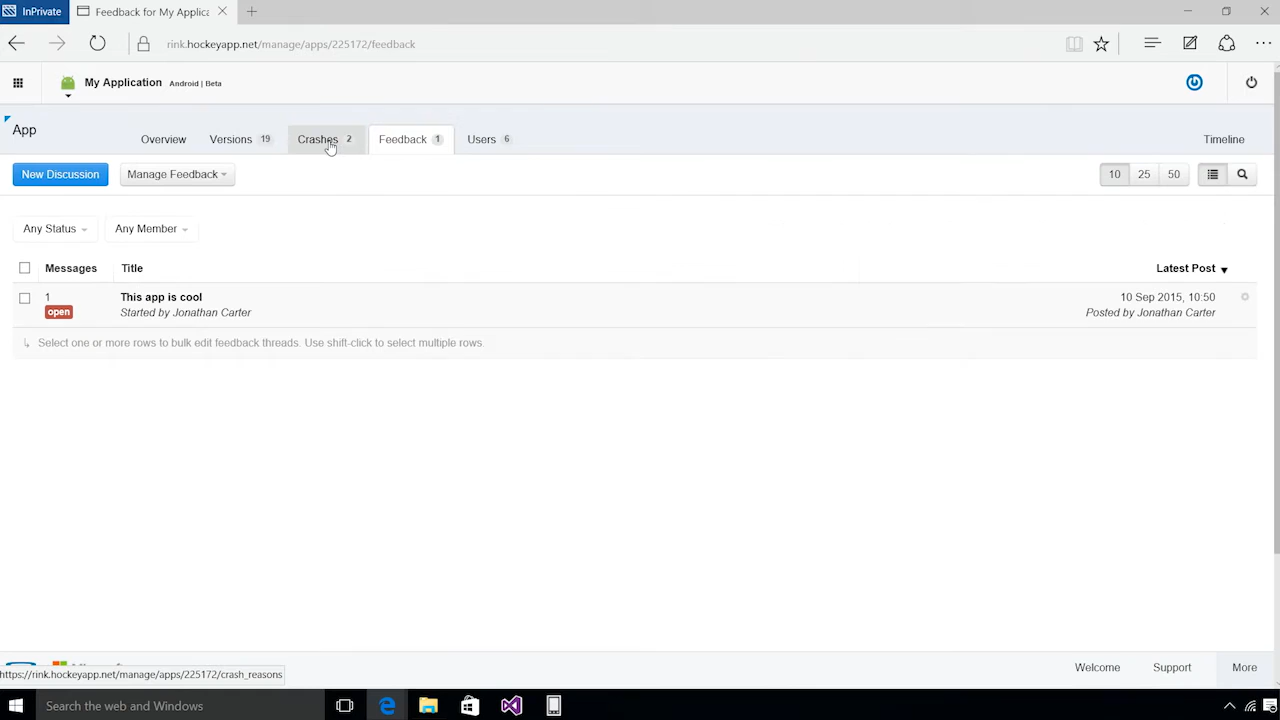 InPrivate
Feedback for My Applica
rink.hockeyapp.net/manage/apps/225172/feedback
My Application Android | Beta
App
Overview Versions 19 Crashes 2 Feedback 1 Users 6 Timeline
New Discussion Manage Feedback 10 25 50
Any Status Any Member
Messages Title Latest Post
1 This app is cool 10 Sep 2015, 10:50
open Started by Jonathan Carter Posted by Jonathan Carter
Select one or more rows to bulk edit feedback threads. Use shift-click to select multiple rows.
Welcome Support More
https://rink.hockeyapp.net/manage/apps/225172/crash_reasons
Search the web and Windows